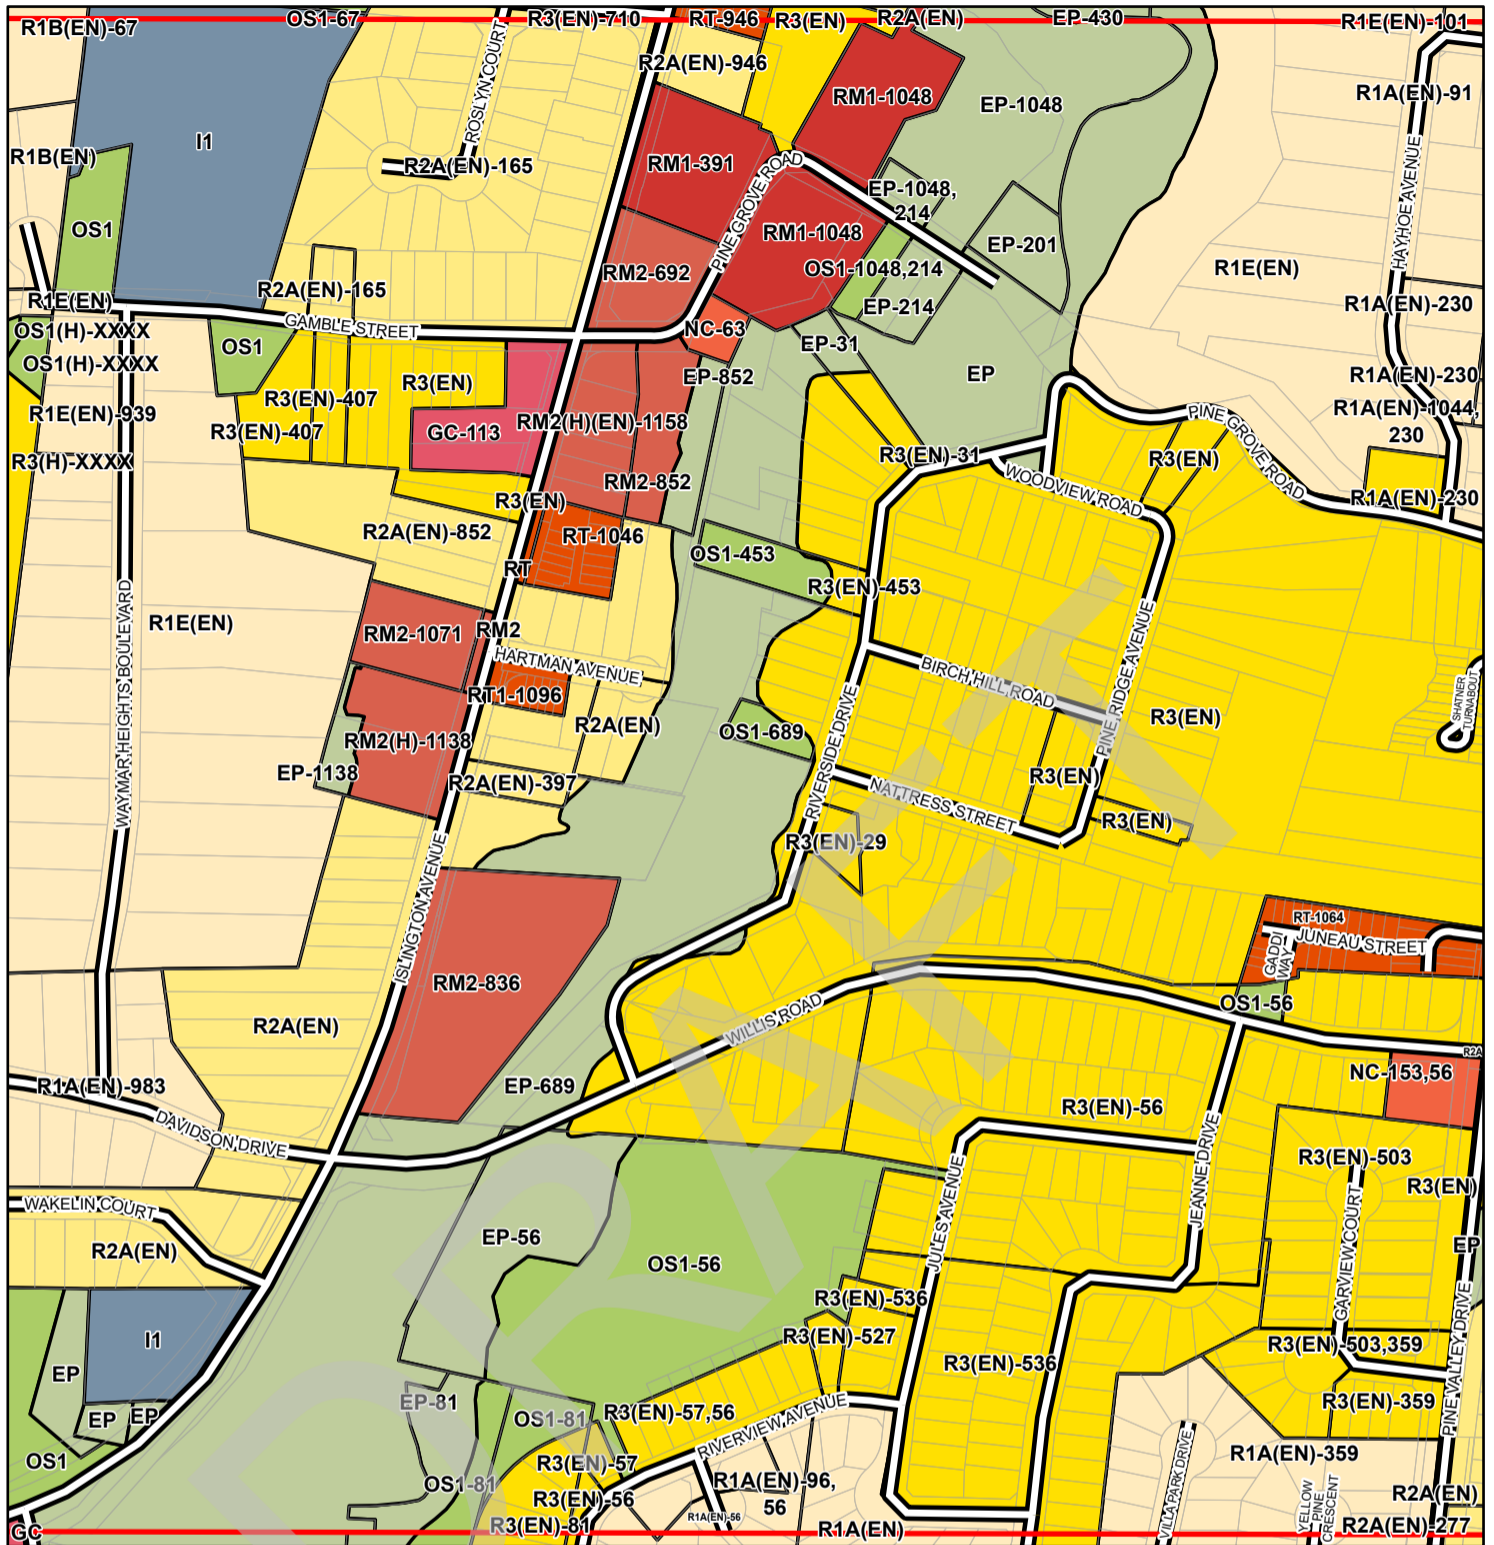 R1B(EN)-67
OS1-67
R3(EN)-710
RT-946
R3(EN)
R2A(EN)
EP-430
R1E(EN)-101
R2A(EN)-946
ROSLYN COURT
RM1-1048
EP-1048
R1A(EN)-91
I1
R1B(EN)
R2A(EN)-165
RM1-391
PINE GROVE ROAD
EP-1048,
214
HAYHOE AVENUE
OS1
RM1-1048
EP-201
RM2-692
OS1-1048,214
R1E(EN)
R1E(EN)
R2A(EN)-165
EP-214
R1A(EN)-230
OS1(H)-XXXX
GAMBLE STREET
NC-63
OS1
EP-31
OS1(H)-XXXX
EP-852
EP
R1A(EN)-230
R3(EN)
R3(EN)-407
R1A(EN)-1044,
230
R1E(EN)-939
R3(EN)-407
GC-113
RM2(H)(EN)-1158
PINE GROVE ROAD
R3(H)-XXXX
R3(EN)-31
R3(EN)
RM2-852
WOODVIEW ROAD
R3(EN)
R1A(EN)-230
R2A(EN)-852
RT-1046
OS1-453
RT
R3(EN)-453
WAYMAR HEIGHTS BOULEVARD
R1E(EN)
RM2-1071
RM2
HARTMAN AVENUE
BIRCH HILL ROAD
PINE RIDGE AVENUE
RT1-1096
R2A(EN)
RIVERSIDE DRIVE
R3(EN)
SHATNER
TURNABOUT
OS1-689
RM2(H)-1138
EP-1138
R2A(EN)-397
R3(EN)
NATTRESS STREET
R3(EN)
R3(EN)-29
ISLINGTON AVENUE
RT-1064
JUNEAU STREET
GADDI
WAY
RM2-836
WILLIS ROAD
OS1-56
R2A(EN)
R2A
R1A(EN)-983
EP-689
NC-153,56
DAVIDSON DRIVE
R3(EN)-56
JEANNE DRIVE
JULES AVENUE
R3(EN)-503
R3(EN)
WAKELIN COURT
GARVIEW COURT
R2A(EN)
EP-56
OS1-56
EP
R3(EN)-536
I1
R3(EN)-527
R3(EN)-503,359
PINE VALLEY DRIVE
R3(EN)-536
EP
EP-81
R3(EN)-359
EP
EP
OS1-81
R3(EN)-57,56
RIVERVIEW AVENUE
OS1
R3(EN)-57
R1A(EN)-359
OS1-81
R1A(EN)-96,
56
R3(EN)-56
R2A(EN)
R1A(EN)-56
VILLA PARK DRIVE
YELLOW
PINE
CRESCENT
GC
R3(EN)-81
R1A(EN)
R2A(EN)-277
DRAFT